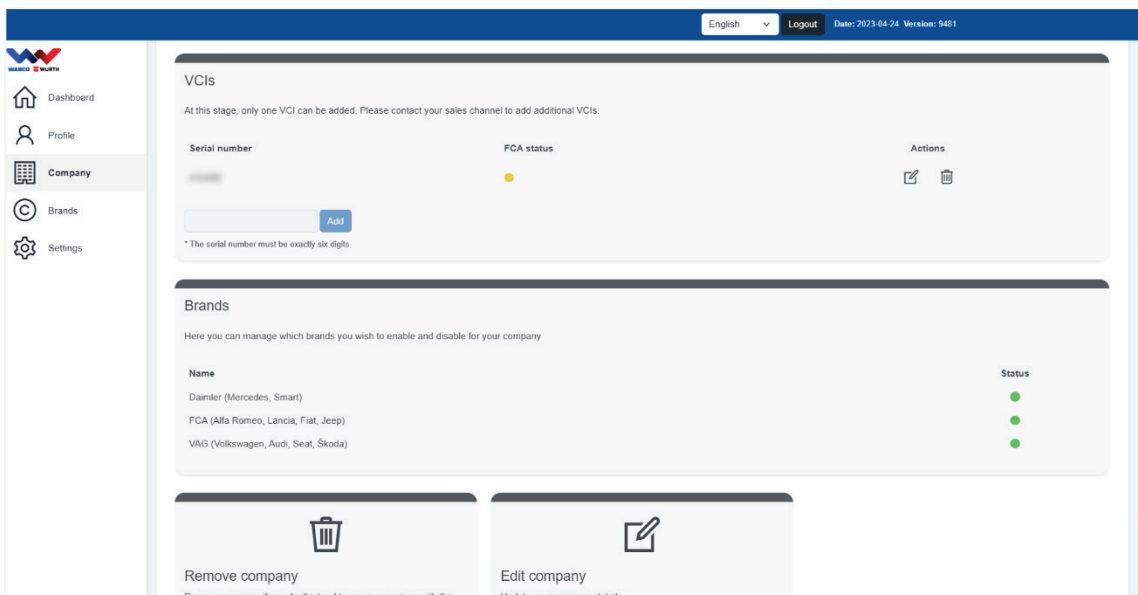 English
Logout
Date: 2023-04-24 Version: 9481
WABCO WURTH
Dashboard
Profile
Company
Brands
Settings
VCIs
At this stage, only one VCI can be added. Please contact your sales channel to add additional VCIs.
Serial number FCA status Actions
Add
* The serial number must be exactly six digits.
Brands
Here you can manage which brands you wish to enable and disable for your company
Name Status
Daimler (Mercedes, Smart)
FCA (Alfa Romeo, Lancia, Fiat, Jeep)
VAG (Volkswagen, Audi, Seat, Škoda)
Remove company
Edit company